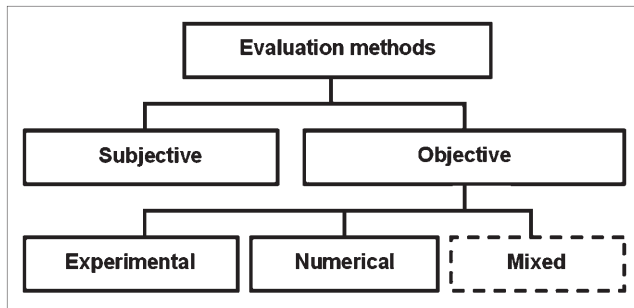 Evaluation methods
Subjective
Objective
Experimental
Numerical
Mixed